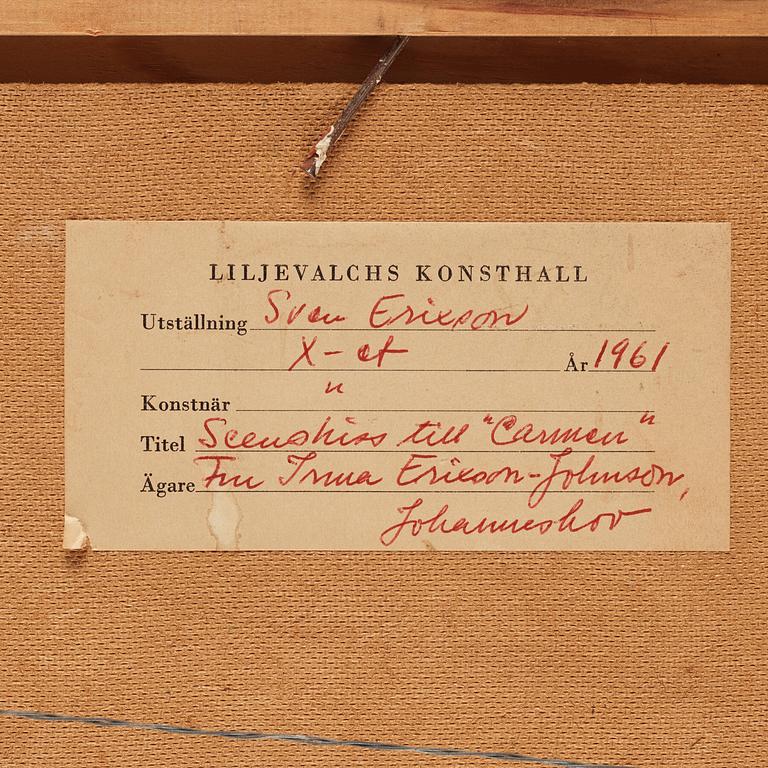 LILJEVALCHS KONSTHALL
Utställning Sven Erixson
X-et År 1961
Konstnär "
Titel Scenskiss till "Carmen"
Ägare Fru Irma Erixson-Johnson,
Johanneshov